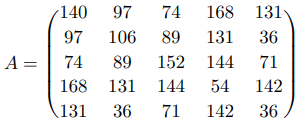 A = 
140 97 74 168 131
97 106 89 131 36
74 89 152 144 71
168 131 144 54 142
131 36 71 142 36